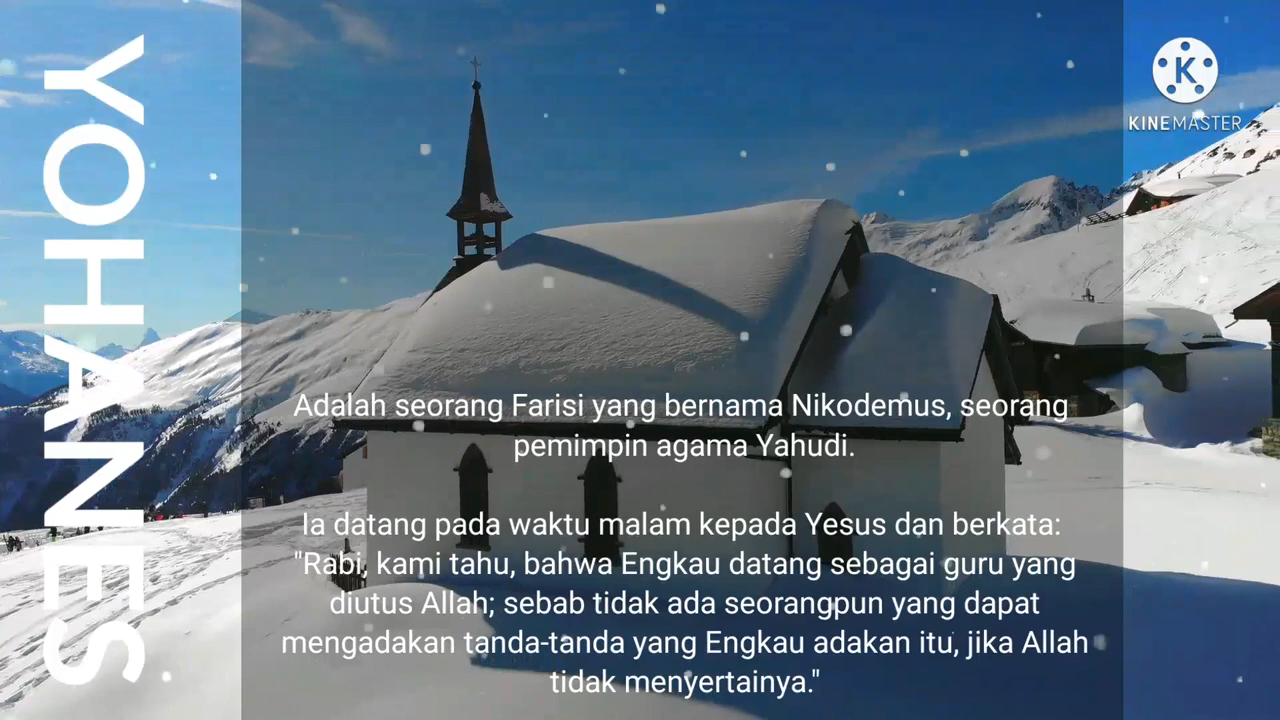 YOHANES
K
KINEMASTER
Adalah seorang Farisi yang bernama Nikodemus, seorang
pemimpin agama Yahudi.
Ia datang pada waktu malam kepada Yesus dan berkata:
"Rabi, kami tahu, bahwa Engkau datang sebagai guru yang
diutus Allah; sebab tidak ada seorangpun yang dapat
mengadakan tanda-tanda yang Engkau adakan itu, jika Allah
tidak menyertainya."